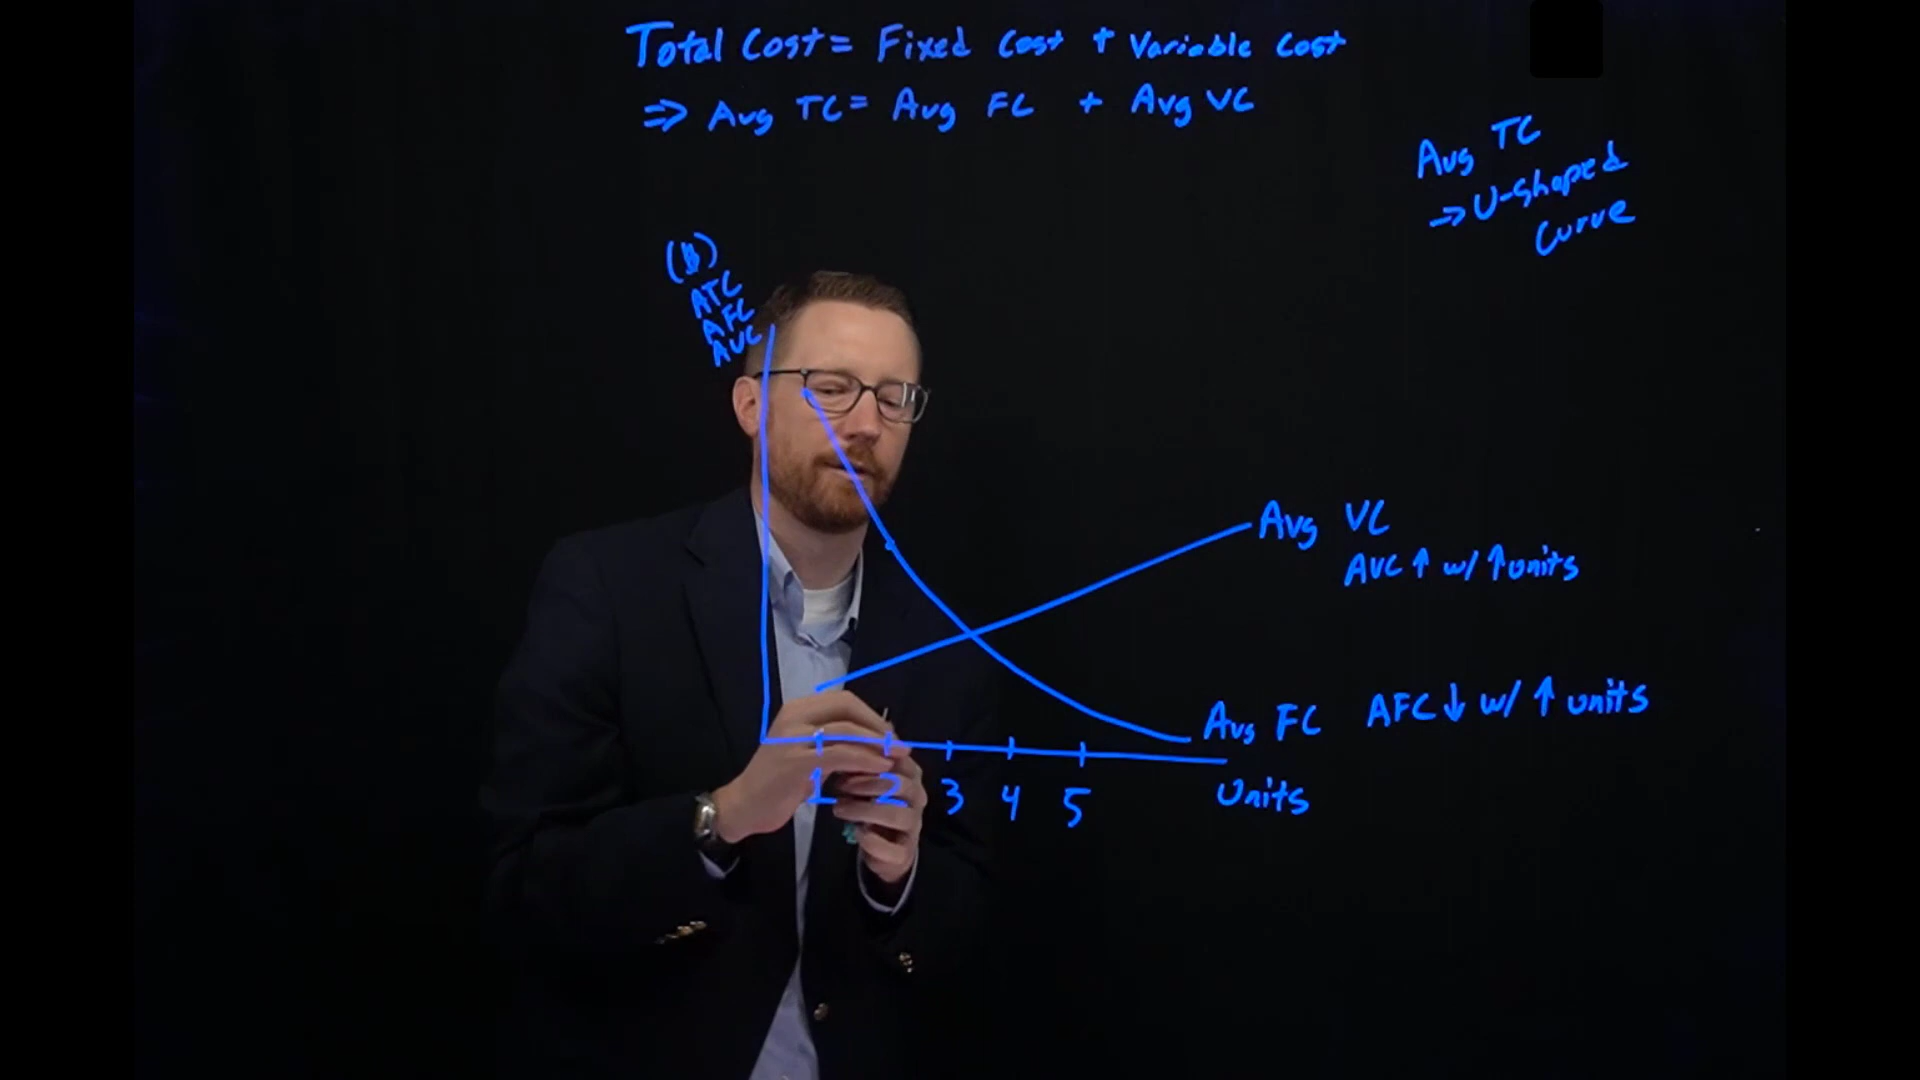 Total Cost = Fixed Cost + Variable Cost
⇒ Avg TC = Avg FC + Avg VC
Avg TC
⇒ U-shaped
Curve
($)
ATC
AFC
AVC
Avg VC
AVC ↑ w/ ↑ units
Avg FC AFC ↓ w/ ↑ units
1 2 3 4 5 Units